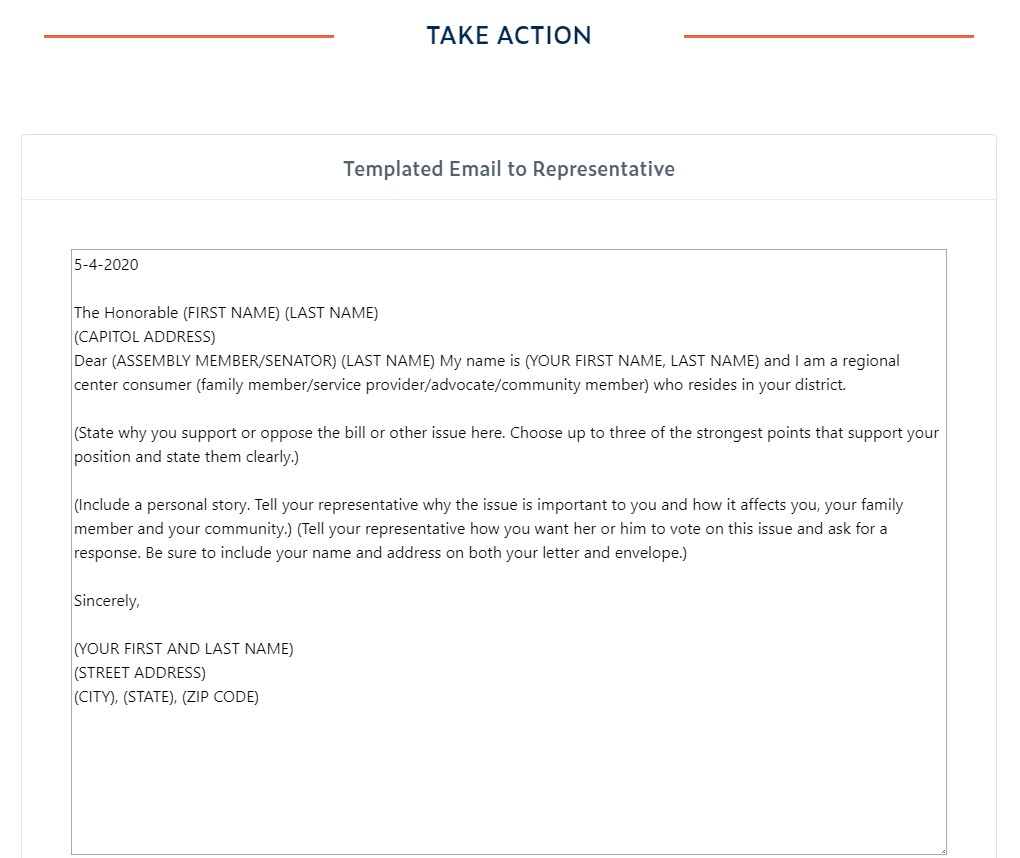 TAKE ACTION
Templated Email to Representative
5-4-2020
The Honorable (FIRST NAME) (LAST NAME)
(CAPITOL ADDRESS)
Dear (ASSEMBLY MEMBER/SENATOR) (LAST NAME) My name is (YOUR FIRST NAME, LAST NAME) and I am a regional
center consumer (family member/service provider/advocate/community member) who resides in your district.
(State why you support or oppose the bill or other issue here. Choose up to three of the strongest points that support your
position and state them clearly.)
(Include a personal story. Tell your representative why the issue is important to you and how it affects you, your family
member and your community.) (Tell your representative how you want her or him to vote on this issue and ask for a
response. Be sure to include your name and address on both your letter and envelope.)
Sincerely,
(YOUR FIRST AND LAST NAME)
(STREET ADDRESS)
(CITY), (STATE), (ZIP CODE)